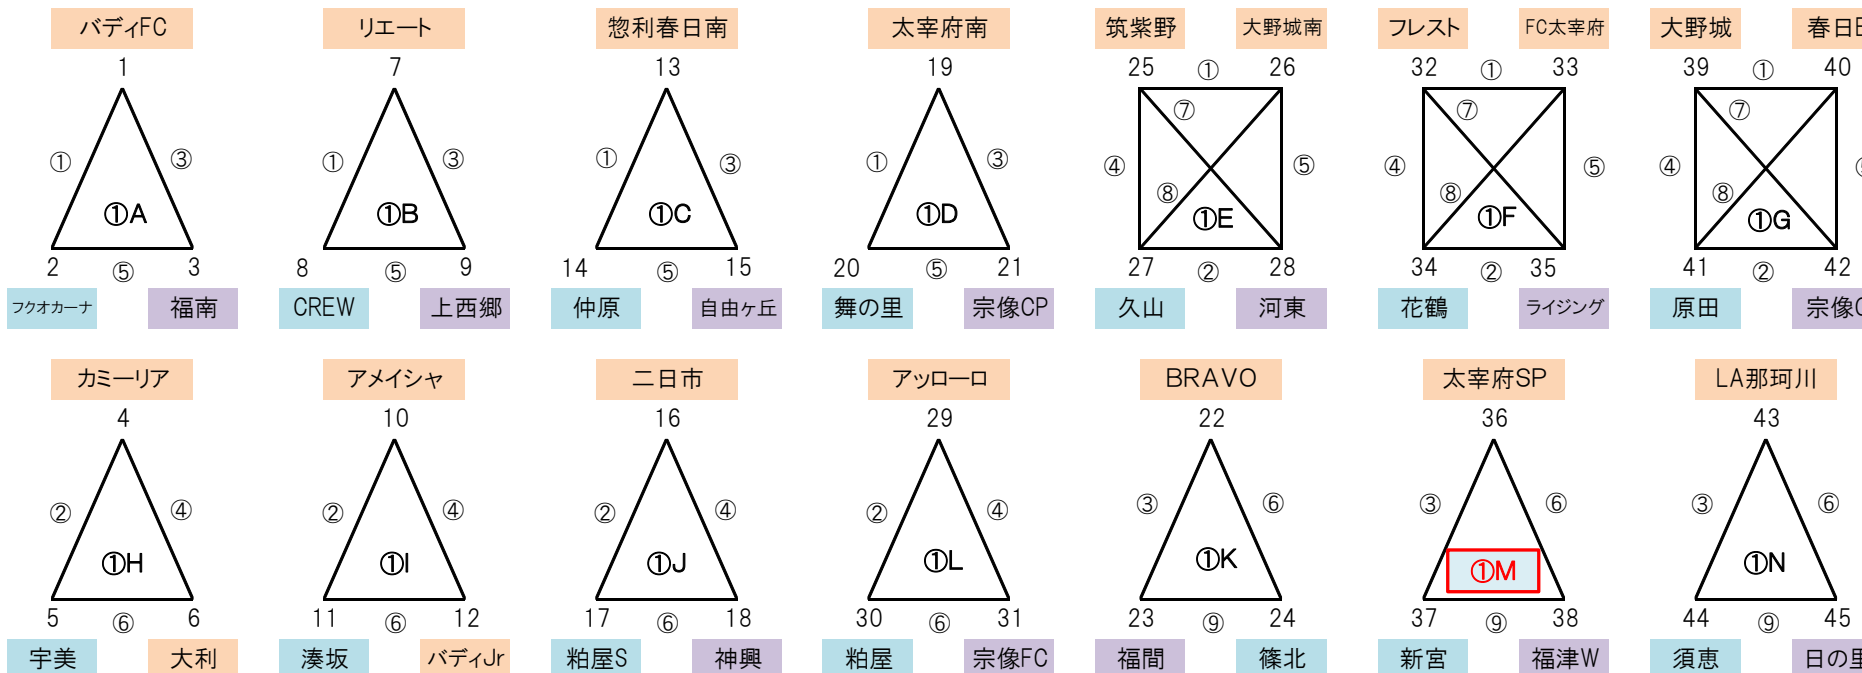 バディFC リエート 惣利春日南 太宰府南 筑紫野 大野城南 フレスト FC太宰府 大野城
1 7 13 19 25 ① 26 32 ① 33 39 ① 40
⑦ ⑦ ⑦
① ③ ① ③ ① ③ ① ③ ④ ⑤ ④ ⑤ ④
⑧ ⑧ ⑧
①A ①B ①C ①D ①E ①F ①G
2 ⑤ 3 8 ⑤ 9 14 ⑤ 15 20 ⑤ 21 27 ② 28 34 ② 35 41 ② 42
フクオカーナ 福南 CREW 上西郷 仲原 自由ヶ丘 舞の里 宗像CP 久山 河東 花鶴 ライジング 原田
カミーリア アメイシャ 二日市 アッローロ BRAVO 太宰府SP LA那珂川
4 10 16 29 22 36 43
② ④ ② ④ ② ④ ② ④ ③ ⑥ ③ ⑥ ③ ⑥
①H ①I ①J ①L ①K ①M ①N
5 ⑥ 6 11 ⑥ 12 17 ⑥ 18 30 ⑥ 31 23 ⑨ 24 37 ⑨ 38 44 ⑨ 45
宇美 大利 湊坂 バディJr 粕屋S 神興 粕屋 宗像FC 福間 篠北 新宮 福津W 須恵 日の里